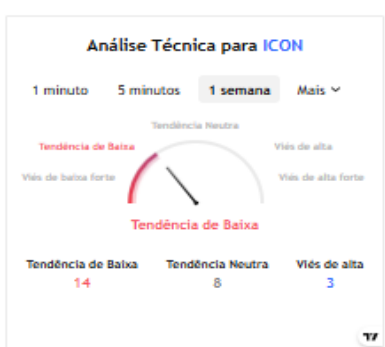 Análise Técnica para ICON
1 minuto 5 minutos 1 semana Mais
Tendência Neutra
Tendência de Baixa Viés de alta
Viés de baixa forte Viés de alta forte
Tendência de Baixa
Tendência de Baixa Tendência Neutra Viés de alta
14 8 3